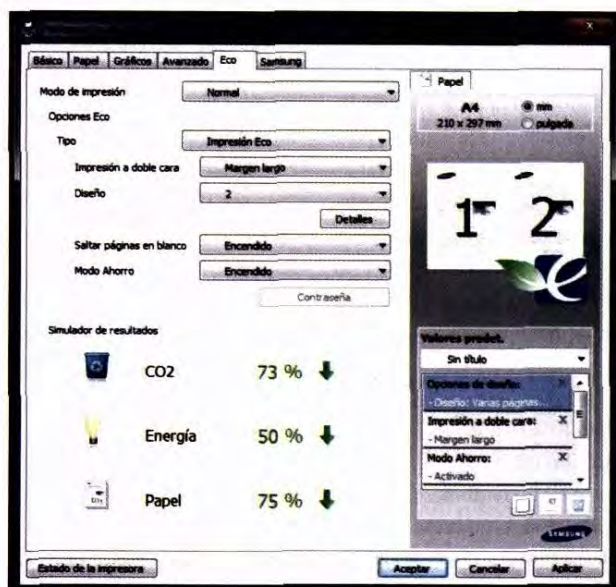 Básico Papel Gráficos Avanzado Eco Samsung
Modo de impresión Normal
Opciones Eco
Tipo Impresión Eco
Impresión a doble cara Margen largo
Diseño 2
Detalles
Saltar páginas en blanco Encendido
Modo Ahorro Encendido
Contraseña
Simulador de resultados
CO2 73 %
Energía 50 %
Papel 75 %
Papel
A4
210 x 297 mm
mm
pulgada
1 2
Valores predet.
Sin título
Opciones de diseño:
- Diseño: Varias páginas...
Impresión a doble cara:
- Margen largo
Modo Ahorro:
- Activado
SAMSUNG
Estado de la impresora Aceptar Cancelar Aplicar